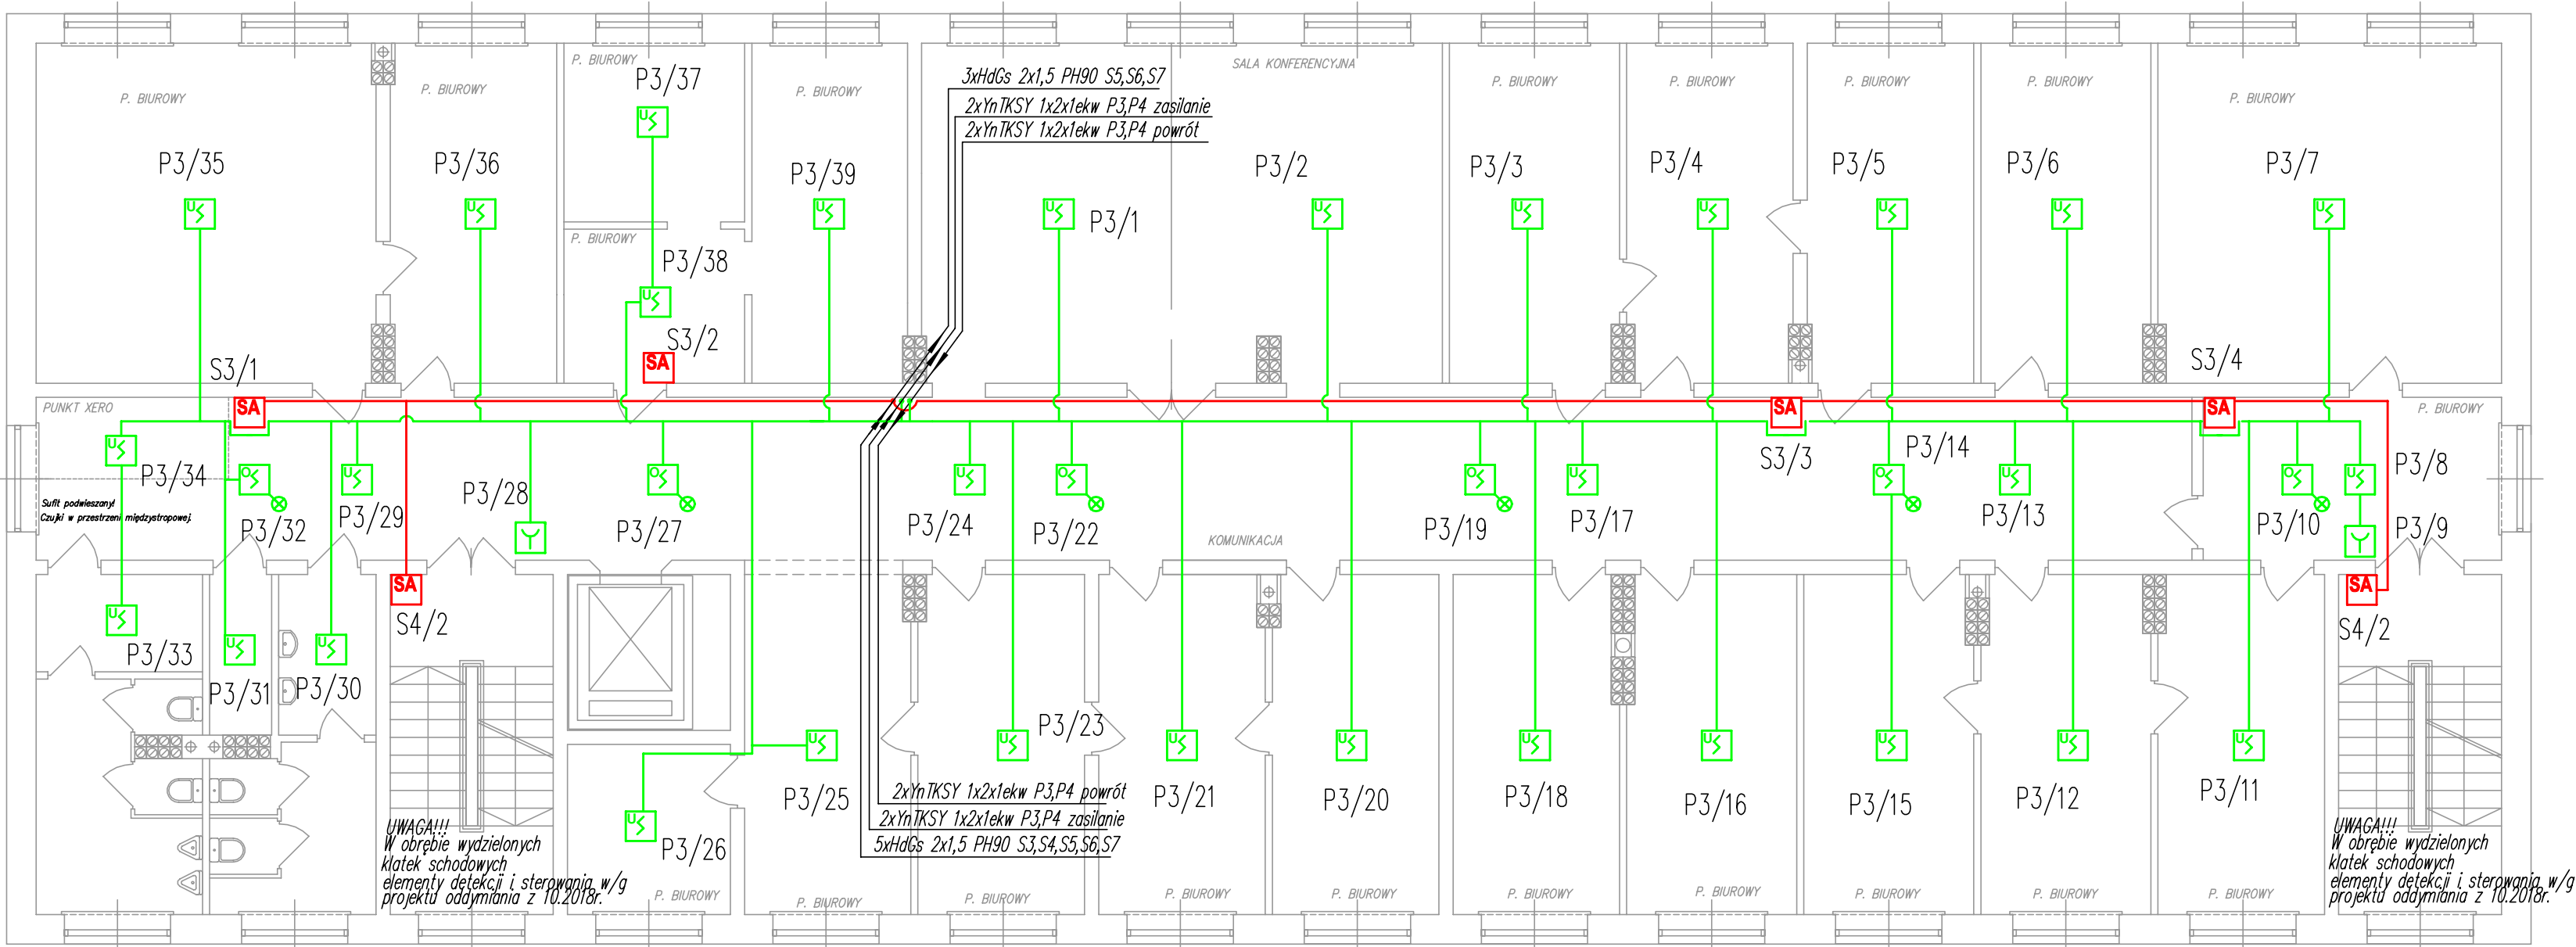 P. BIUROWY
P3/35
P. BIUROWY
P3/36
P. BIUROWY
P3/37
P. BIUROWY
P3/38
S3/2
SA
P. BIUROWY
P3/39
3xHdGs 2x1,5 PH90 S5,S6,S7
2xYnTKSY 1x2x1ekw P3,P4 zasilanie
2xYnTKSY 1x2x1ekw P3,P4 powrót
P3/1
SALA KONFERENCYJNA
P3/2
P. BIUROWY
P3/3
P. BIUROWY
P3/4
P. BIUROWY
P3/5
P. BIUROWY
P3/6
P. BIUROWY
P3/7
S3/1
SA
PUNKT XERO
P3/34
Sufit podwieszany!
Czujki w przestrzeni międzystropowej.
P3/32
P3/29
P3/28
P3/27
P3/24
P3/22
KOMUNIKACJA
P3/19
P3/17
SA
S3/3
P3/14
P3/13
S3/4
SA
P. BIUROWY
P3/10
P3/8
P3/9
P3/33
P3/31
P3/30
SA
S4/2
P3/26
P. BIUROWY
P3/25
P. BIUROWY
P3/23
P. BIUROWY
P3/21
P. BIUROWY
P3/20
P. BIUROWY
P3/18
P. BIUROWY
P3/16
P. BIUROWY
P3/15
P. BIUROWY
P3/12
P. BIUROWY
P3/11
P. BIUROWY
SA
S4/2
2xYnTKSY 1x2x1ekw P3,P4 powrót
2xYnTKSY 1x2x1ekw P3,P4 zasilanie
5xHdGs 2x1,5 PH90 S3,S4,S5,S6,S7
UWAGA!!!
W obrębie wydzielonych
klatek schodowych
elementy detekcji i sterowania w/g
projektu oddymiania z 10.2018r.
UWAGA!!!
W obrębie wydzielonych
klatek schodowych
elementy detekcji i sterowania w/g
projektu oddymiania z 10.2018r.